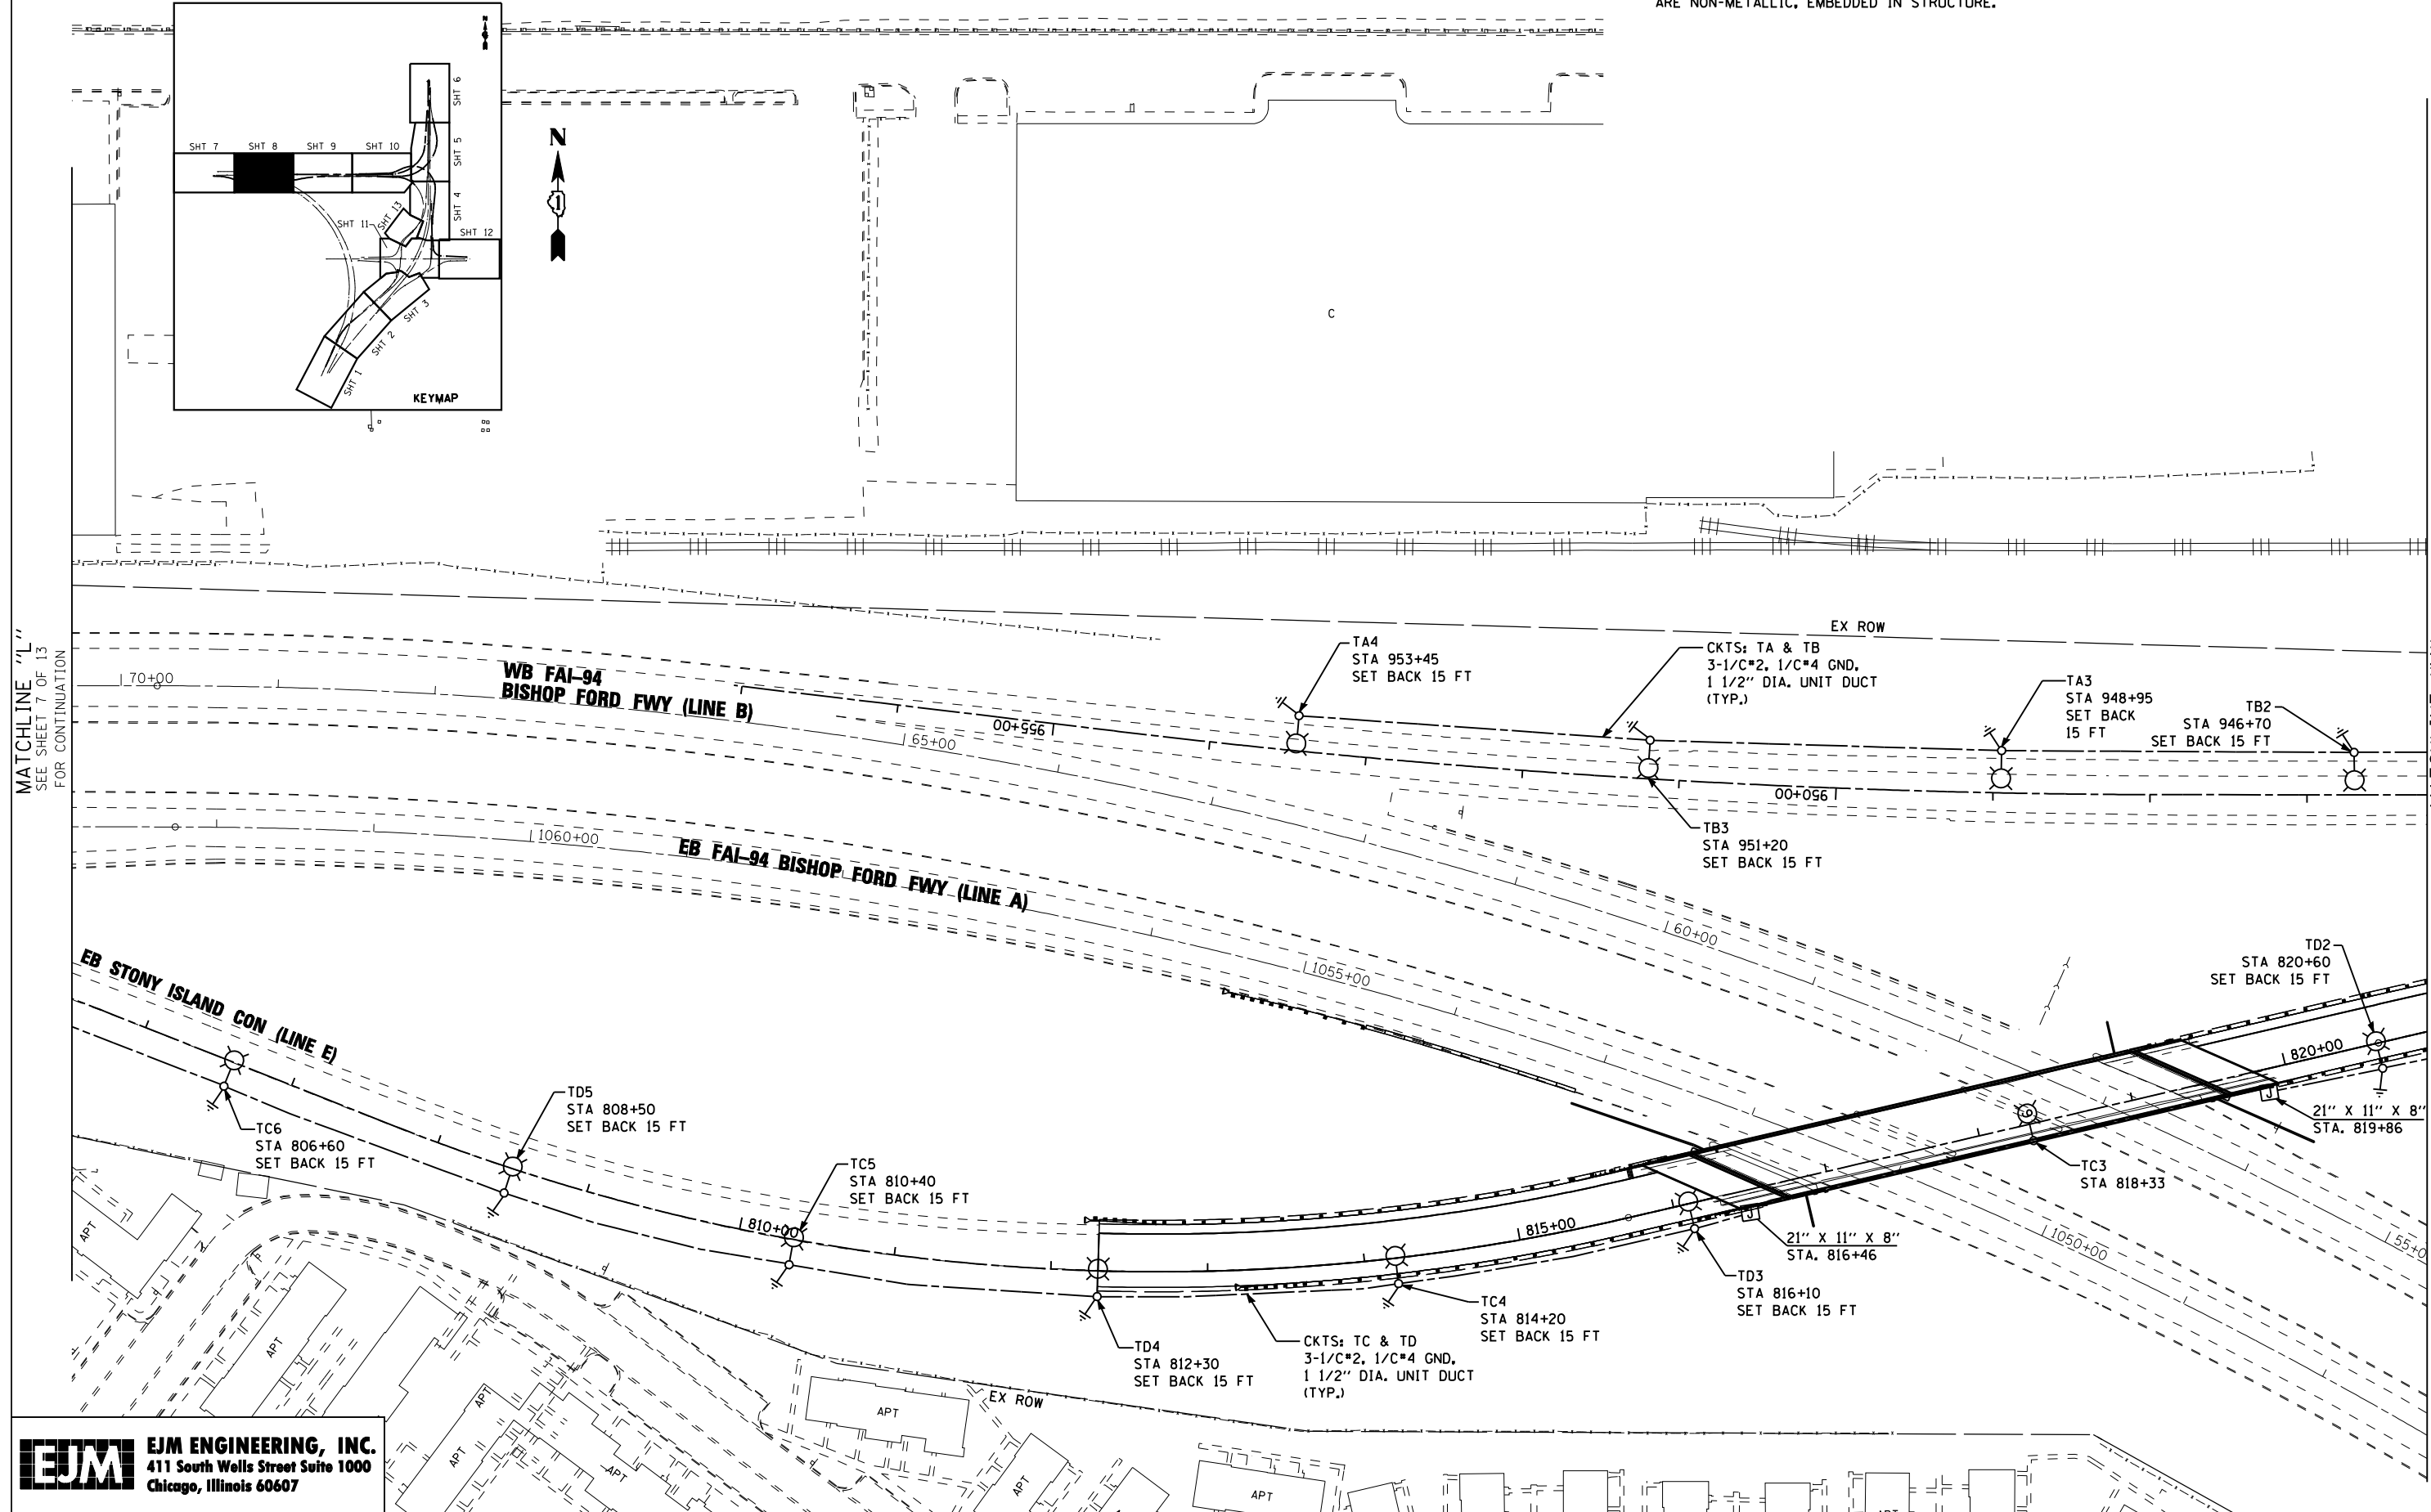 ARE NON-METALLIC, EMBEDDED IN STRUCTURE.
N
SHT 6
SHT 5
SHT 7
SHT 8
SHT 9
SHT 10
SHT 4
SHT 13
SHT 11
SHT 12
SHT 3
SHT 2
SHT 1
KEYMAP
N
1
C
MATCHLINE "L"
SEE SHEET 7 OF 13
FOR CONTINUATION
EX ROW
70+00
WB FAI-94
BISHOP FORD FWY (LINE B)
955+00
65+00
TA4
STA 953+45
SET BACK 15 FT
CKTS: TA & TB
3-1/C#2, 1/C#4 GND,
1 1/2" DIA. UNIT DUCT
(TYP.)
TA3
STA 948+95
SET BACK
15 FT
TB2
STA 946+70
SET BACK 15 FT
950+00
TB3
STA 951+20
SET BACK 15 FT
1060+00
EB FAI-94 BISHOP FORD FWY (LINE A)
60+00
1055+00
EB STONY ISLAND CON (LINE E)
TD2
STA 820+60
SET BACK 15 FT
820+00
TC6
STA 806+60
SET BACK 15 FT
TD5
STA 808+50
SET BACK 15 FT
TC5
STA 810+40
SET BACK 15 FT
810+00
J
21" X 11" X 8"
STA. 819+86
TC3
STA 818+33
815+00
J
21" X 11" X 8"
STA. 816+46
1050+00
TD3
STA 816+10
SET BACK 15 FT
TC4
STA 814+20
SET BACK 15 FT
TD4
STA 812+30
SET BACK 15 FT
CKTS: TC & TD
3-1/C#2, 1/C#4 GND,
1 1/2" DIA. UNIT DUCT
(TYP.)
EX ROW
APT
APT
APT
APT
APT
APT
APT
APT
EJM
EJM ENGINEERING, INC.
411 South Wells Street Suite 1000
Chicago, Illinois 60607